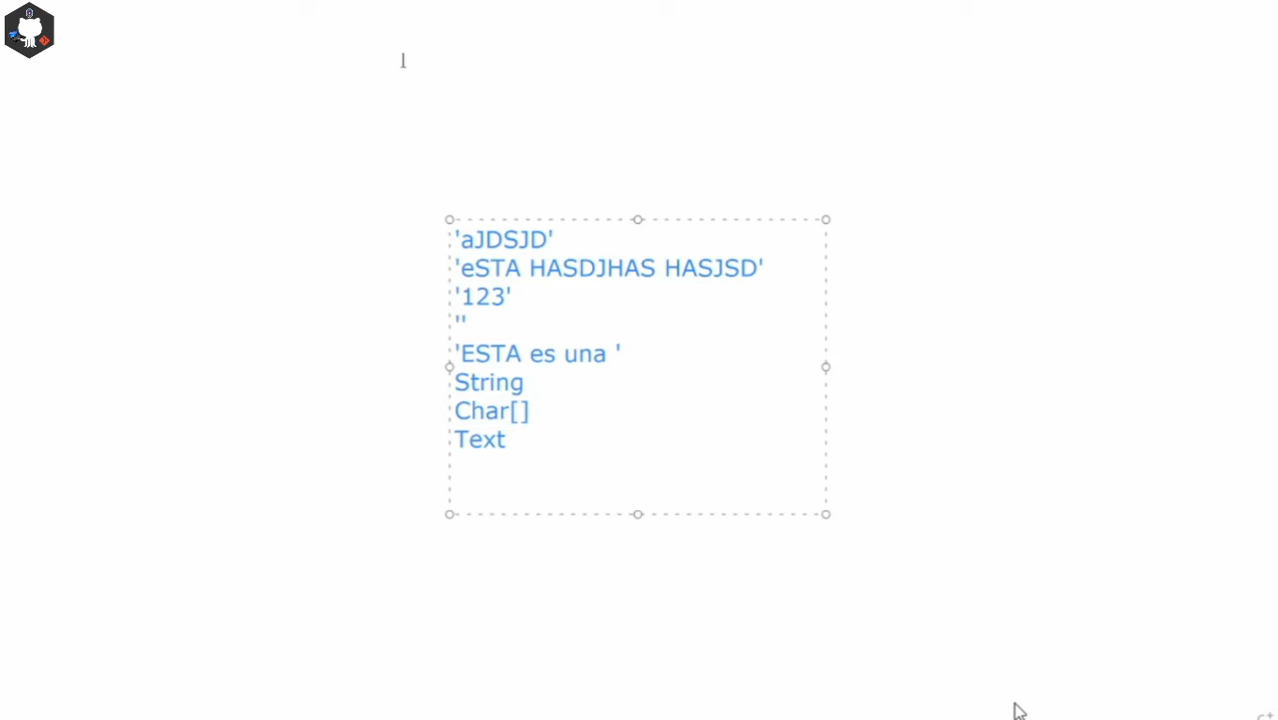 'aJDSJD'
'eSTA HASDJHAS HASJSD'
'123'
''
'ESTA es una '
String
Char[]
Text